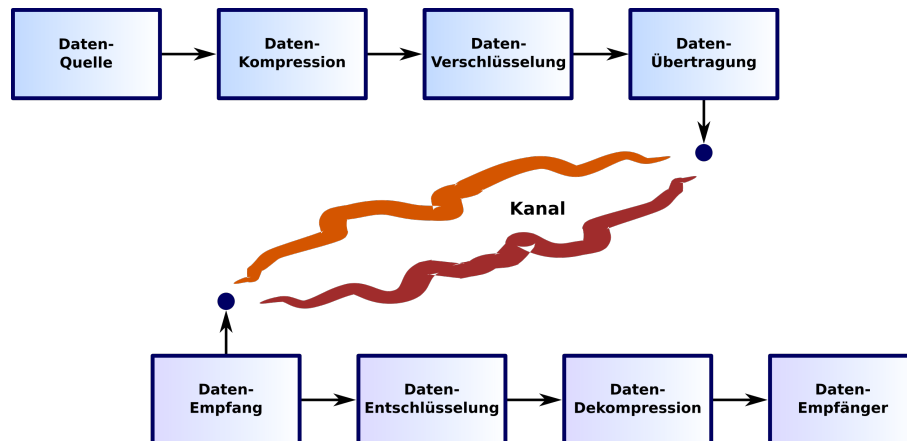 Daten-
Quelle
Daten-
Kompression
Daten-
Verschlüsselung
Daten-
Übertragung
Kanal
Daten-
Empfang
Daten-
Entschlüsselung
Daten-
Dekompression
Daten-
Empfänger